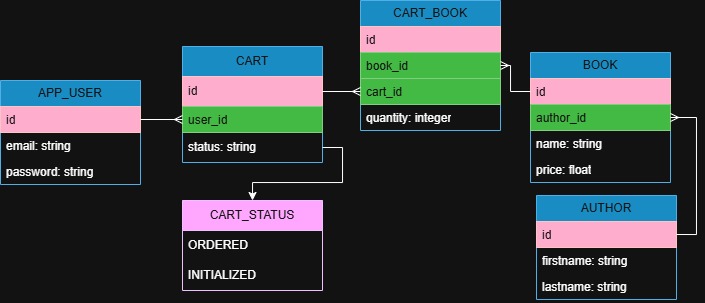 APP_USER
id
email: string
password: string
CART
id
user_id
status: string
CART_STATUS
ORDERED
INITIALIZED
CART_BOOK
id
book_id
cart_id
quantity: integer
BOOK
id
author_id
name: string
price: float
AUTHOR
id
firstname: string
lastname: string